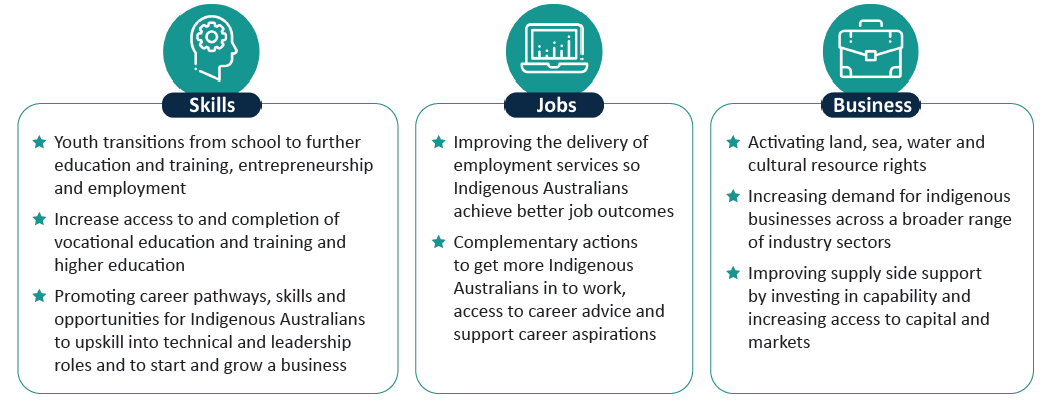 Skills
Youth transitions from school to further
education and training, entrepreneurship
and employment
Increase access to and completion of
vocational education and training and
higher education
Promoting career pathways, skills and
opportunities for Indigenous Australians
to upskill into technical and leadership
roles and to start and grow a business
Jobs
Improving the delivery of
employment services so
Indigenous Australians
achieve better job outcomes
Complementary actions
to get more Indigenous
Australians in to work,
access to career advice and
support career aspirations
Business
Activating land, sea, water and
cultural resource rights
Increasing demand for indigenous
businesses across a broader range
of industry sectors
Improving supply side support
by investing in capability and
increasing access to capital and
markets